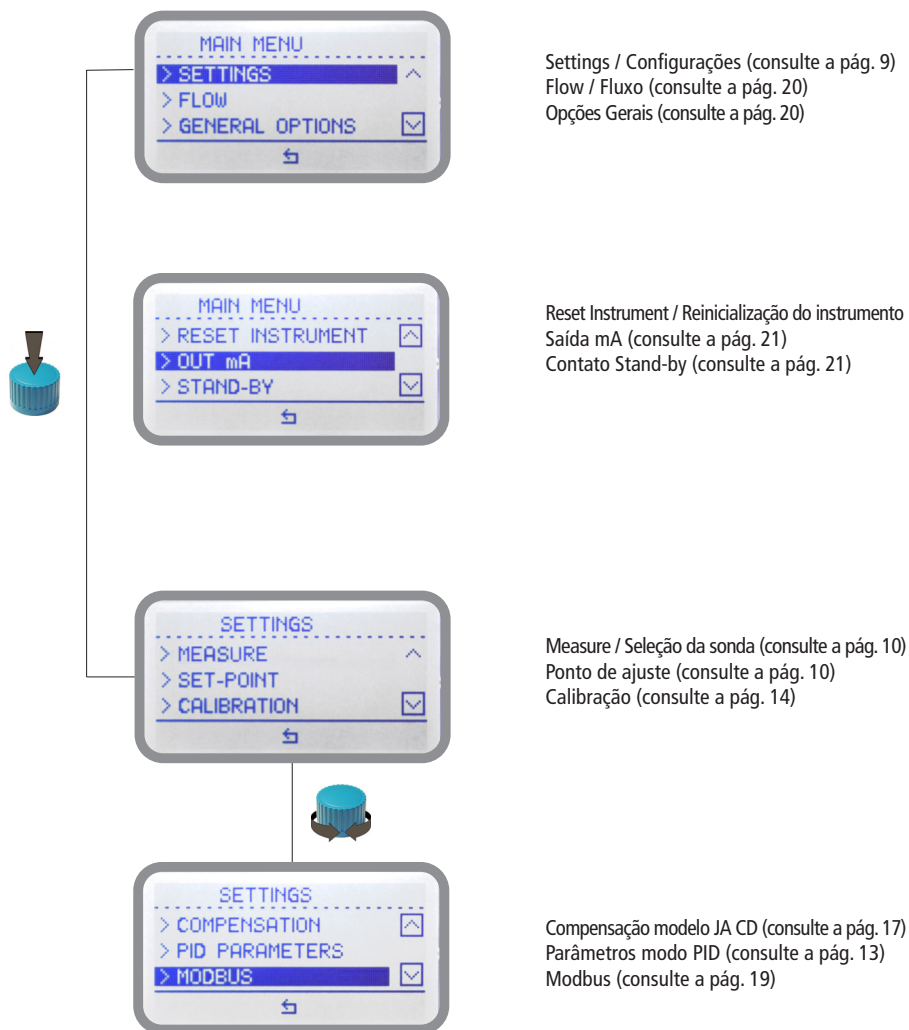 MAIN MENU
> SETTINGS
> FLOW
> GENERAL OPTIONS
Settings / Configurações (consulte a pág. 9)
Flow / Fluxo (consulte a pág. 20)
Opções Gerais (consulte a pág. 20)
MAIN MENU
> RESET INSTRUMENT
> OUT mA
> STAND-BY
Reset Instrument / Reinicialização do instrumento
Saída mA (consulte a pág. 21)
Contato Stand-by (consulte a pág. 21)
SETTINGS
> MEASURE
> SET-POINT
> CALIBRATION
Measure / Seleção da sonda (consulte a pág. 10)
Ponto de ajuste (consulte a pág. 10)
Calibração (consulte a pág. 14)
SETTINGS
> COMPENSATION
> PID PARAMETERS
> MODBUS
Compensação modelo JA CD (consulte a pág. 17)
Parâmetros modo PID (consulte a pág. 13)
Modbus (consulte a pág. 19)